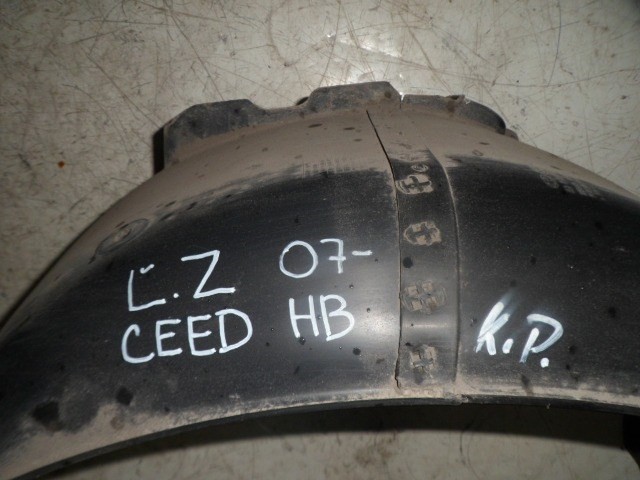 L.Z 07-
CEED HB
K.P.